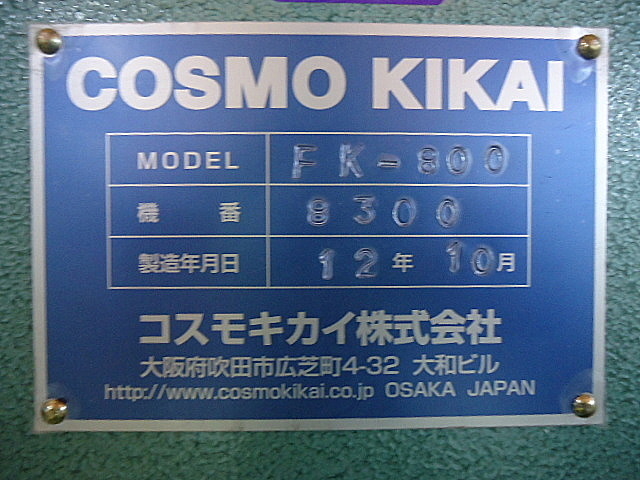 COSMO KIKAI
MODEL FK-800
機番 8300
製造年月日 12年 10月
コスモキカイ株式会社
大阪府吹田市広芝町4-32 大和ビル
http://www.cosmokikai.co.jp OSAKA JAPAN